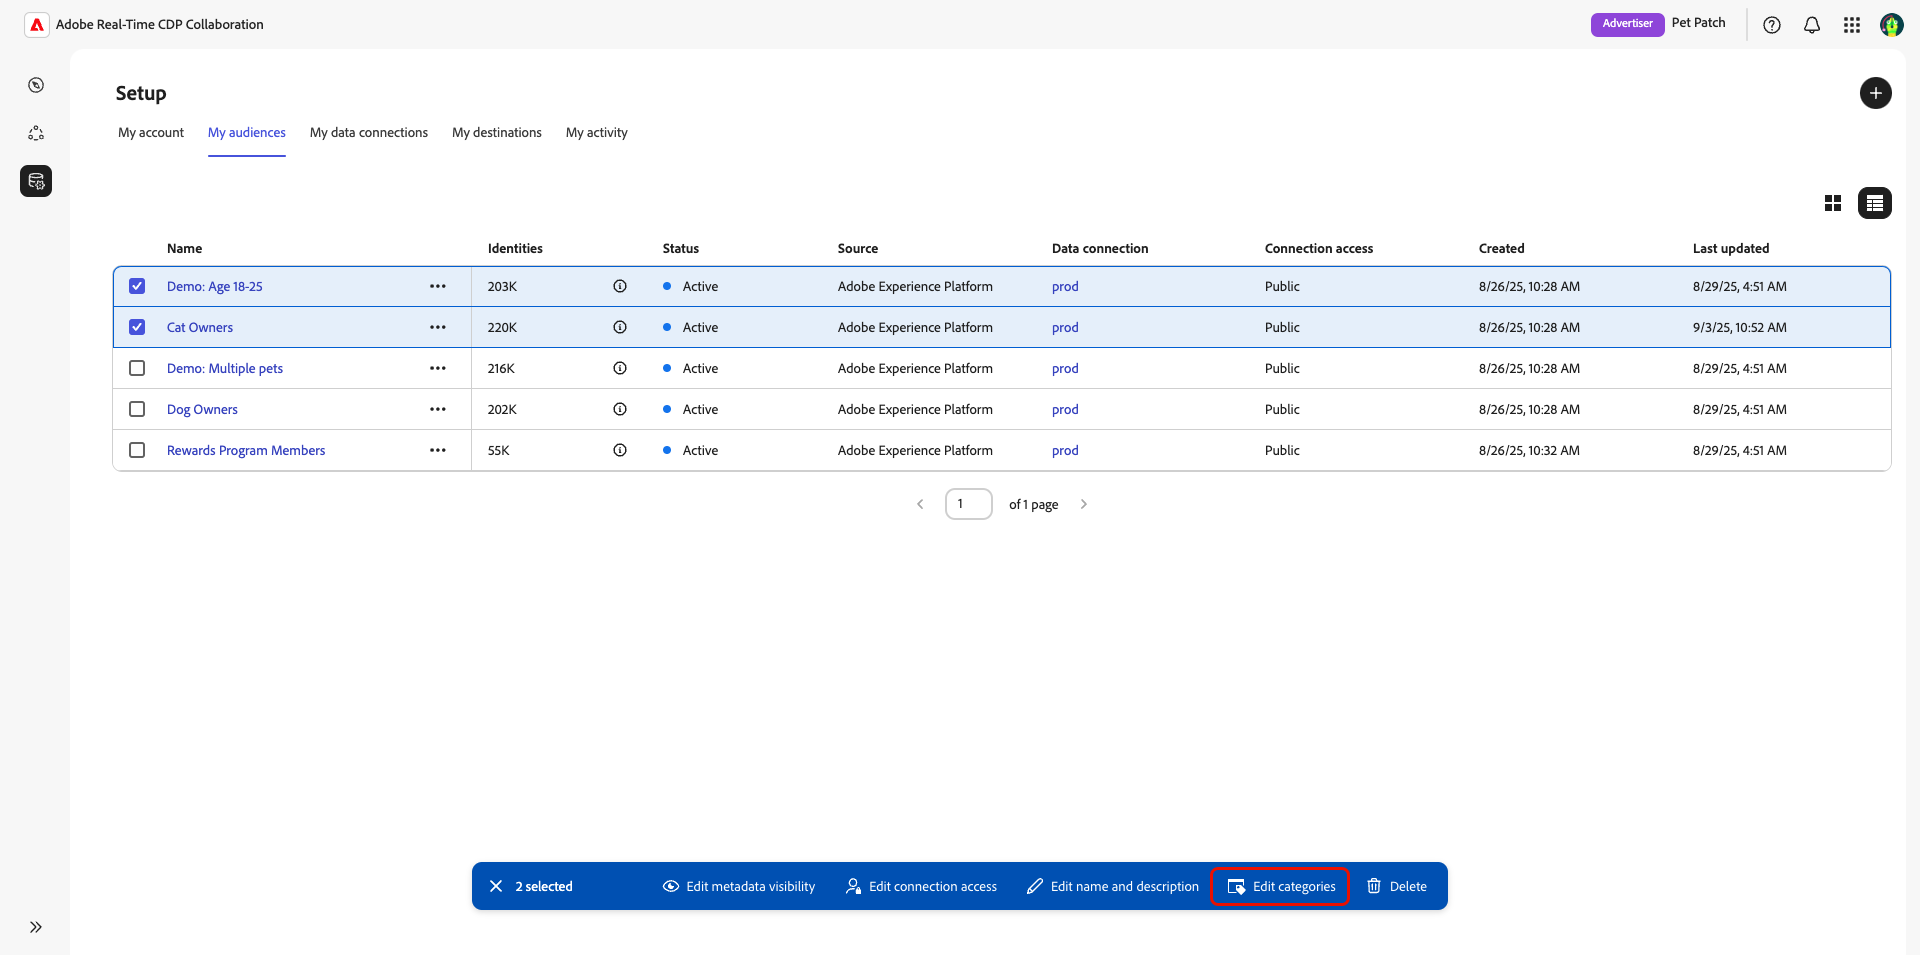 Adobe Real-Time CDP Collaboration
Advertiser Pet Patch
Setup
My account My audiences My data connections My destinations My activity
Name Identities Status Source Data connection Connection access Created Last updated
Demo: Age 18-25 203K Active Adobe Experience Platform prod Public 8/26/25, 10:28 AM 8/29/25, 4:51 AM
Cat Owners 220K Active Adobe Experience Platform prod Public 8/26/25, 10:28 AM 9/3/25, 10:52 AM
Demo: Multiple pets 216K Active Adobe Experience Platform prod Public 8/26/25, 10:28 AM 8/29/25, 4:51 AM
Dog Owners 202K Active Adobe Experience Platform prod Public 8/26/25, 10:28 AM 8/29/25, 4:51 AM
Rewards Program Members 55K Active Adobe Experience Platform prod Public 8/26/25, 10:32 AM 8/29/25, 4:51 AM
1 of 1 page
2 selected Edit metadata visibility Edit connection access Edit name and description Edit categories Delete